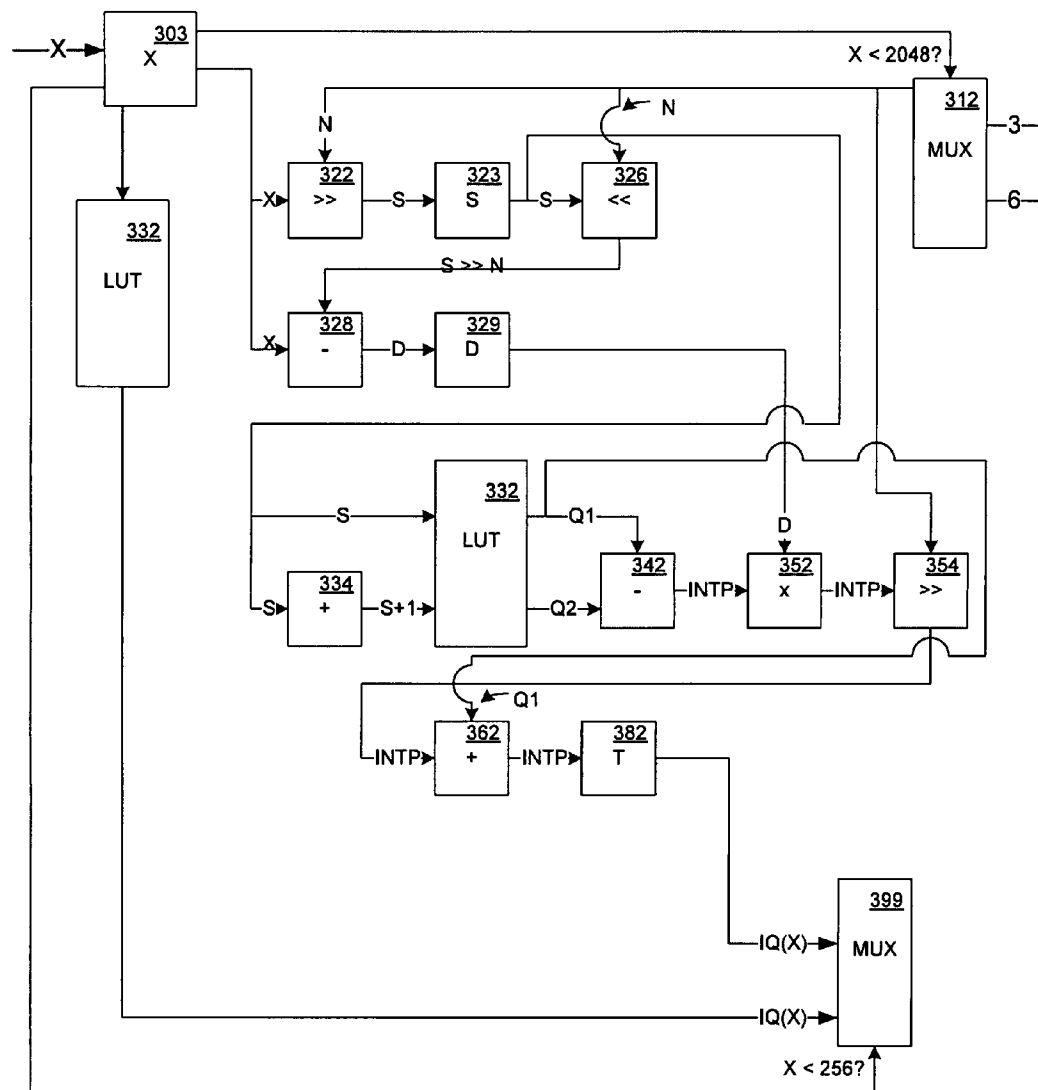 X
303
X
X < 2048?
312
MUX
3
6
N
N
X
322
>>
S
323
S
S
326
<<
332
LUT
S >> N
X
328
-
D
329
D
S
332
LUT
Q1
D
S
334
+
S+1
Q2
342
-
INTP
352
x
INTP
354
>>
Q1
INTP
362
+
INTP
382
T
399
MUX
IQ(X)
IQ(X)
X < 256?